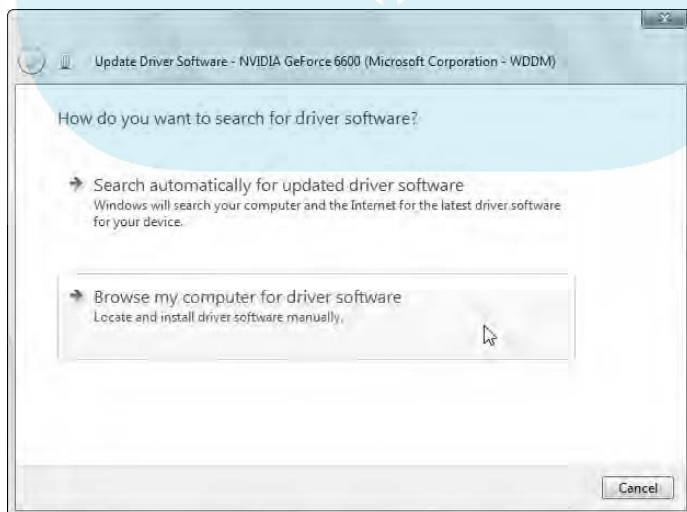 Update Driver Software - NVIDIA GeForce 6600 (Microsoft Corporation - WDDM)
How do you want to search for driver software?
Search automatically for updated driver software
Windows will search your computer and the Internet for the latest driver software
for your device.
Browse my computer for driver software
Locate and install driver software manually.
Cancel